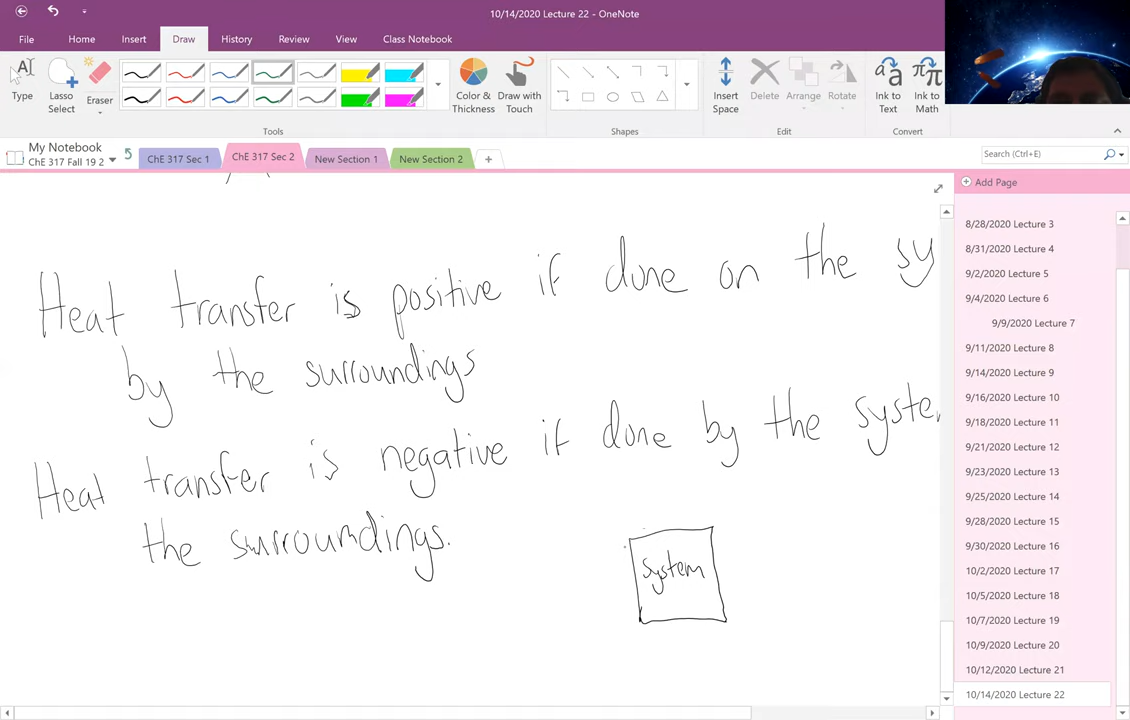 10/14/2020 Lecture 22 - OneNote
File Home Insert Draw History Review View Class Notebook
Type Lasso Select Eraser Color & Thickness Draw with Touch Insert Space Delete Arrange Rotate Ink to Text Ink to Math
Tools Shapes Edit Convert
My Notebook
ChE 317 Fall 19 2
ChE 317 Sec 1 ChE 317 Sec 2 New Section 1 New Section 2
Search (Ctrl+E)
Add Page
Heat transfer is positive if done on the sy
by the surroundings
Heat transfer is negative if done by the system
the surroundings.
system
8/28/2020 Lecture 3
8/31/2020 Lecture 4
9/2/2020 Lecture 5
9/4/2020 Lecture 6
9/9/2020 Lecture 7
9/11/2020 Lecture 8
9/14/2020 Lecture 9
9/16/2020 Lecture 10
9/18/2020 Lecture 11
9/21/2020 Lecture 12
9/23/2020 Lecture 13
9/25/2020 Lecture 14
9/28/2020 Lecture 15
9/30/2020 Lecture 16
10/2/2020 Lecture 17
10/5/2020 Lecture 18
10/7/2020 Lecture 19
10/9/2020 Lecture 20
10/12/2020 Lecture 21
10/14/2020 Lecture 22